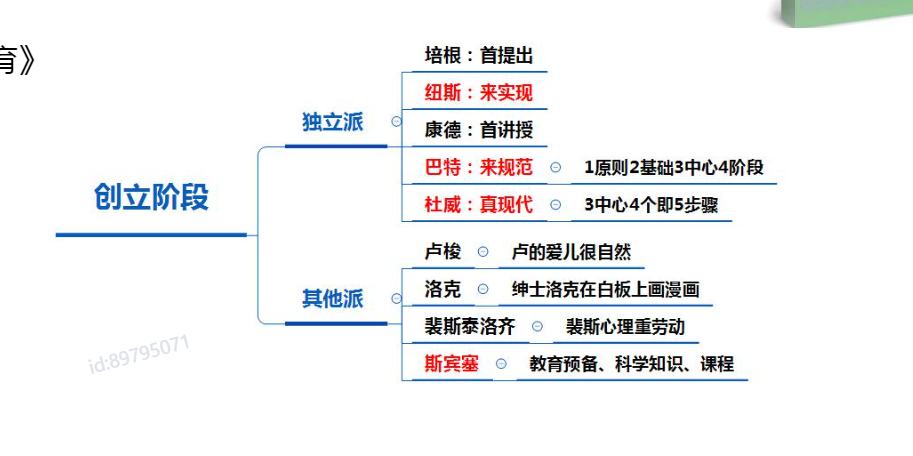 育》
创立阶段
独立派
培根：首提出
纽斯：来实现
康德：首讲授
巴特：来规范
1原则2基础3中心4阶段
杜威：真现代
3中心4个即5步骤
其他派
卢梭
卢的爱儿很自然
洛克
绅士洛克在白板上画漫画
裴斯泰洛齐
裴斯心理重劳动
斯宾塞
教育预备、科学知识、课程
id:89795071